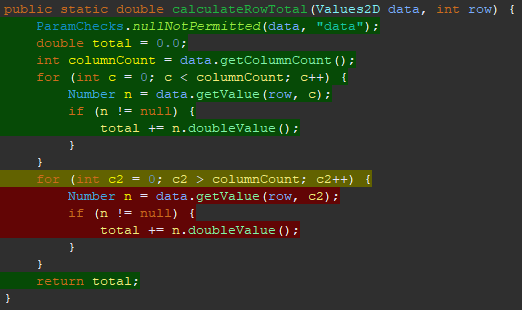 public static double calculateRowTotal(Values2D data, int row) {
    ParamChecks.nullNotPermitted(data, "data");
    double total = 0.0;
    int columnCount = data.getColumnCount();
    for (int c = 0; c < columnCount; c++) {
        Number n = data.getValue(row, c);
        if (n != null) {
            total += n.doubleValue();
        }
    }
    for (int c2 = 0; c2 > columnCount; c2++) {
        Number n = data.getValue(row, c2);
        if (n != null) {
            total += n.doubleValue();
        }
    }
    return total;
}